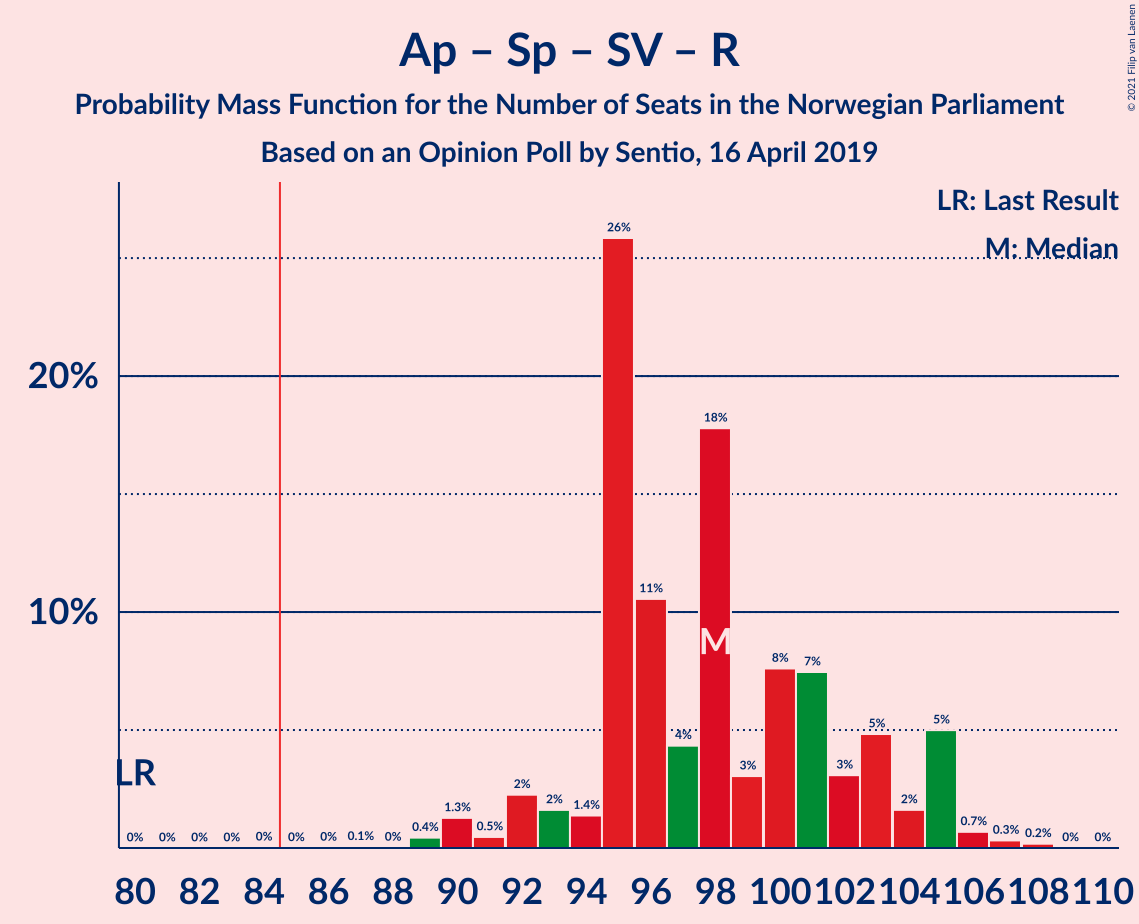 © 2021 Filip van Laenen
Ap – Sp – SV – R
Probability Mass Function for the Number of Seats in the Norwegian Parliament
Based on an Opinion Poll by Sentio, 16 April 2019
LR: Last Result
M: Median
20%
10%
LR
M
0% 0% 0% 0% 0% 0% 0% 0.1% 0% 0.4% 1.3% 0.5% 2% 2% 1.4% 26% 11% 4% 18% 3% 8% 7% 3% 5% 2% 5% 0.7% 0.3% 0.2% 0% 0%
80 82 84 86 88 90 92 94 96 98 100 102 104 106 108 110